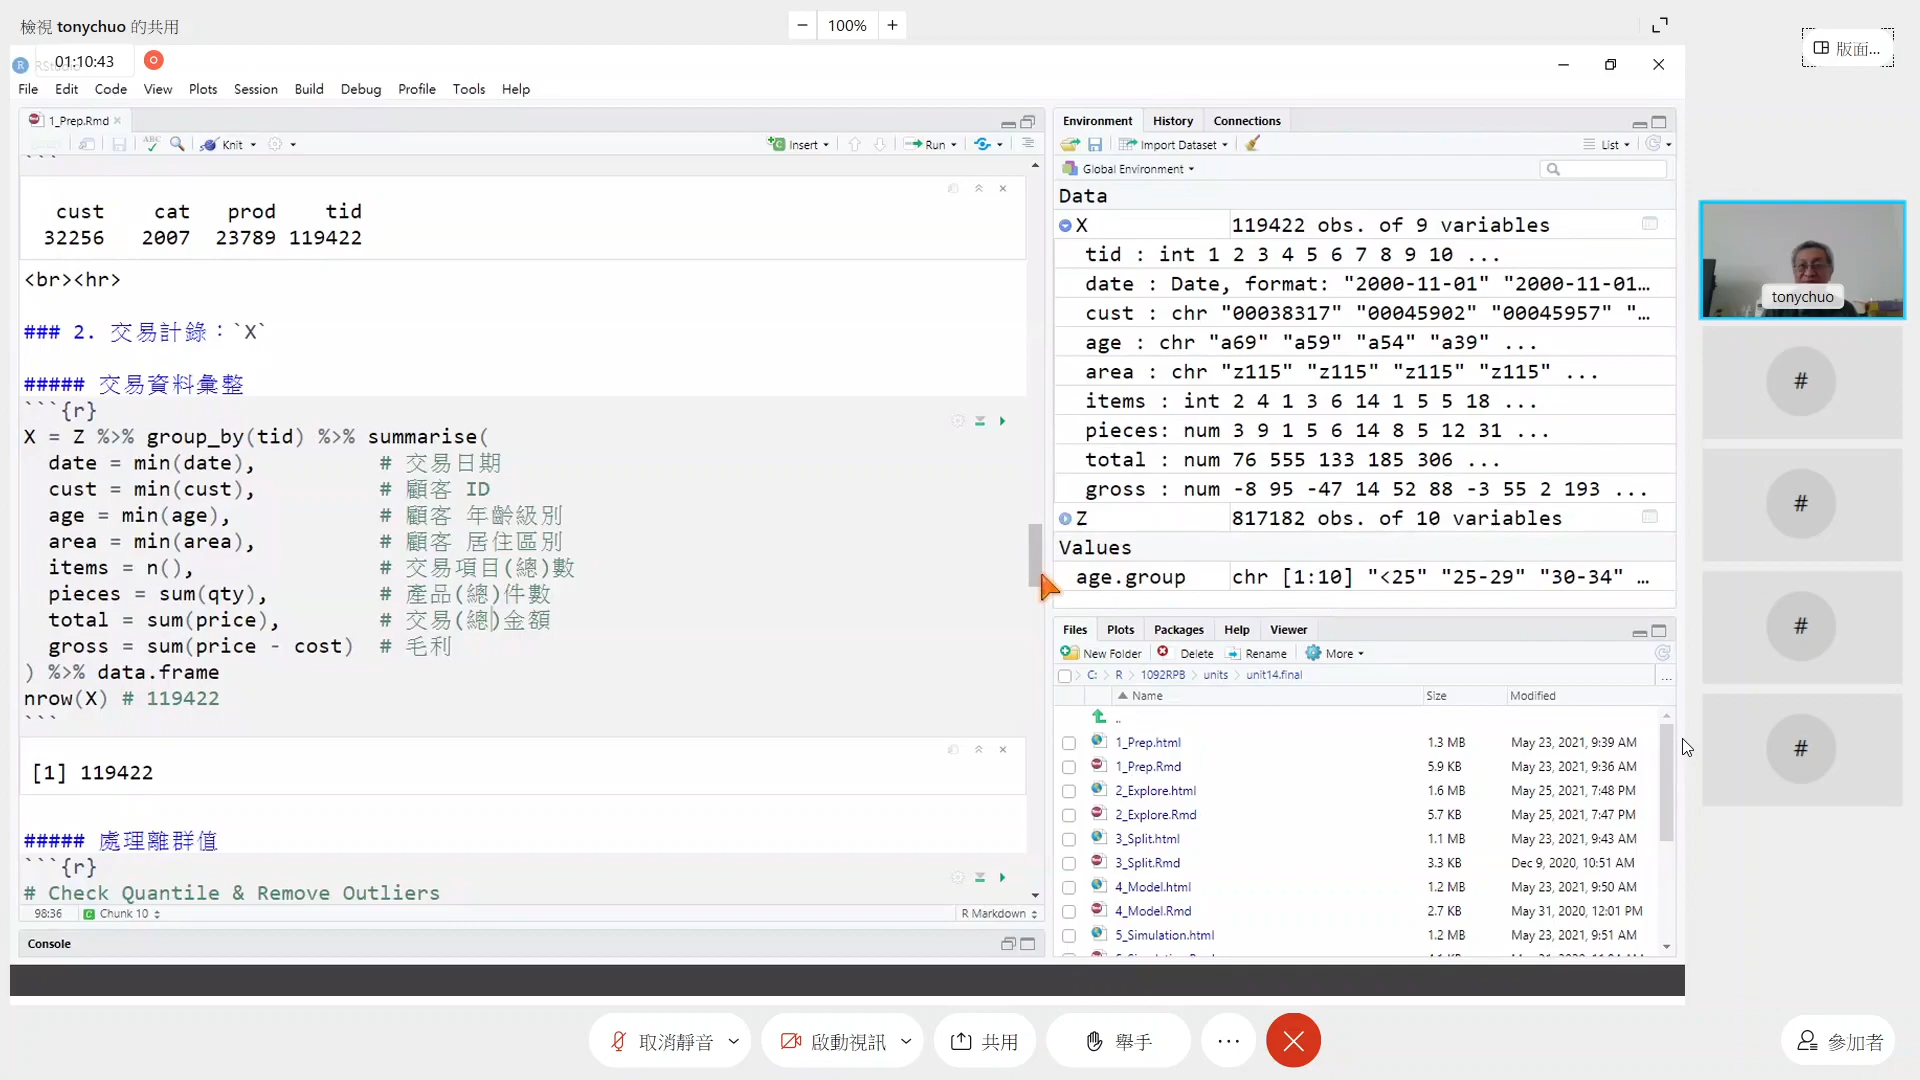 檢視 tonychuo 的共用
100%
版面...
01:10:43
File Edit Code View Plots Session Build Debug Profile Tools Help
1_Prep.Rmd
Knit
Insert
Run
```
cust cat prod tid
32256 2007 23789 119422
<br><hr>
### 2. 交易計錄：`X`
##### 交易資料彙整
```{r}
X = Z %>% group_by(tid) %>% summarise(
date = min(date), # 交易日期
cust = min(cust), # 顧客 ID
age = min(age), # 顧客 年齡級別
area = min(area), # 顧客 居住區別
items = n(), # 交易項目(總)數
pieces = sum(qty), # 產品(總)件數
total = sum(price), # 交易(總)金額
gross = sum(price - cost) # 毛利
) %>% data.frame
nrow(X) # 119422
```
[1] 119422
##### 處理離群值
```{r}
# Check Quantile & Remove Outliers
98:36 Chunk 10 R Markdown
Console
Environment History Connections
Import Dataset List
Global Environment
Data
X 119422 obs. of 9 variables
tid : int 1 2 3 4 5 6 7 8 9 10 ...
date : Date, format: "2000-11-01" "2000-11-01…
cust : chr "00038317" "00045902" "00045957" "…
age : chr "a69" "a59" "a54" "a39" ...
area : chr "z115" "z115" "z115" "z115" ...
items : int 2 4 1 3 6 14 1 5 5 18 ...
pieces: num 3 9 1 5 6 14 8 5 12 31 ...
total : num 76 555 133 185 306 ...
gross : num -8 95 -47 14 52 88 -3 55 2 193 ...
Z 817182 obs. of 10 variables
Values
age.group chr [1:10] "<25" "25-29" "30-34" …
Files Plots Packages Help Viewer
New Folder Delete Rename More
C: R 1092RPB units unit14.final ...
Name Size Modified
..
1_Prep.html 1.3 MB May 23, 2021, 9:39 AM
1_Prep.Rmd 5.9 KB May 23, 2021, 9:36 AM
2_Explore.html 1.6 MB May 25, 2021, 7:48 PM
2_Explore.Rmd 5.7 KB May 25, 2021, 7:47 PM
3_Split.html 1.1 MB May 23, 2021, 9:43 AM
3_Split.Rmd 3.3 KB Dec 9, 2020, 10:51 AM
4_Model.html 1.2 MB May 23, 2021, 9:50 AM
4_Model.Rmd 2.7 KB May 31, 2020, 12:01 PM
5_Simulation.html 1.2 MB May 23, 2021, 9:51 AM
tonychuo
#
#
#
#
取消靜音 啟動視訊 共用 舉手 ... 參加者